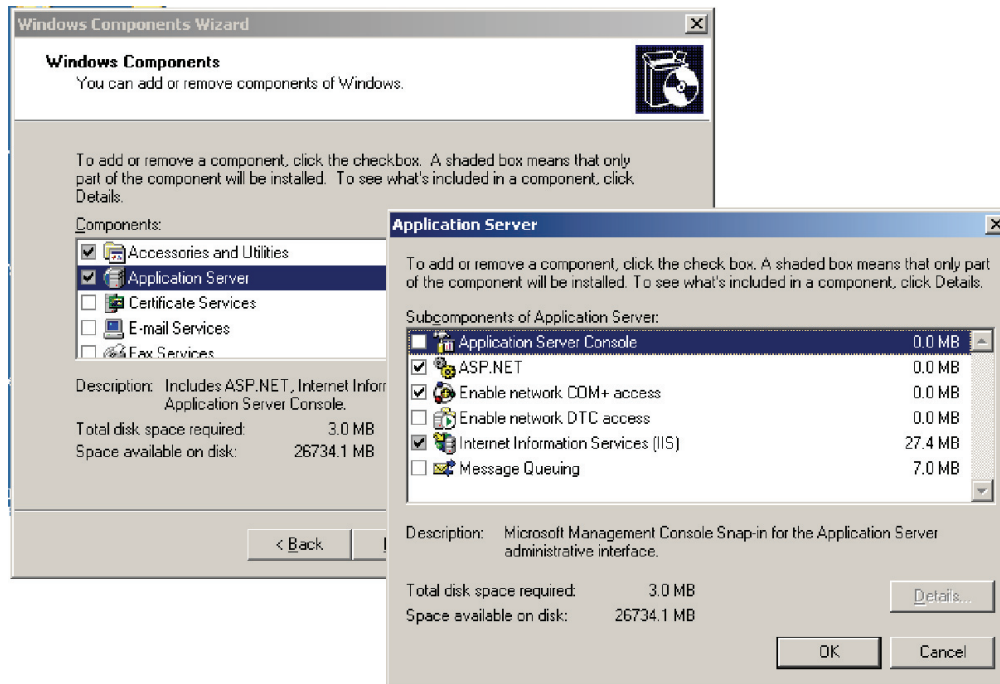 Windows Components Wizard
Windows Components
You can add or remove components of Windows.
To add or remove a component, click the checkbox. A shaded box means that only
part of the component will be installed. To see what's included in a component, click
Details.
Components:
Accessories and Utilities
Application Server
Certificate Services
E-mail Services
Fax Services
Description: Includes ASP.NET, Internet Infor
Application Server Console.
Total disk space required: 3.0 MB
Space available on disk: 26734.1 MB
< Back
Application Server
To add or remove a component, click the check box. A shaded box means that only part
of the component will be installed. To see what's included in a component, click Details.
Subcomponents of Application Server:
Application Server Console 0.0 MB
ASP.NET 0.0 MB
Enable network COM+ access 0.0 MB
Enable network DTC access 0.0 MB
Internet Information Services (IIS) 27.4 MB
Message Queuing 7.0 MB
Description: Microsoft Management Console Snap-in for the Application Server
administrative interface.
Total disk space required: 3.0 MB
Space available on disk: 26734.1 MB
Details...
OK Cancel